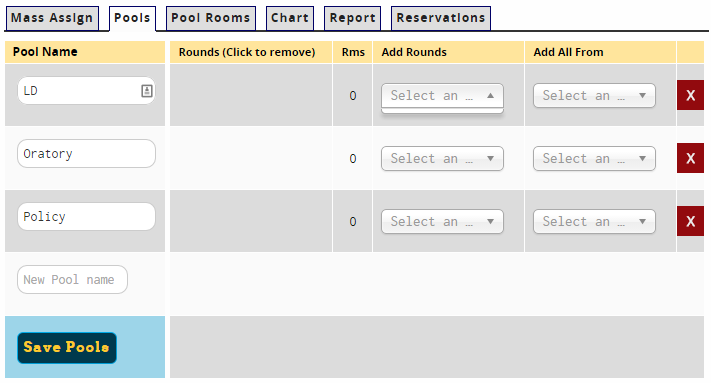 Mass Assign Pools Pool Rooms Chart Report Reservations
Pool Name Rounds (Click to remove) Rms Add Rounds Add All From
LD 0 Select an ... Select an ... X
Oratory 0 Select an ... Select an ... X
Policy 0 Select an ... Select an ... X
New Pool name
Save Pools